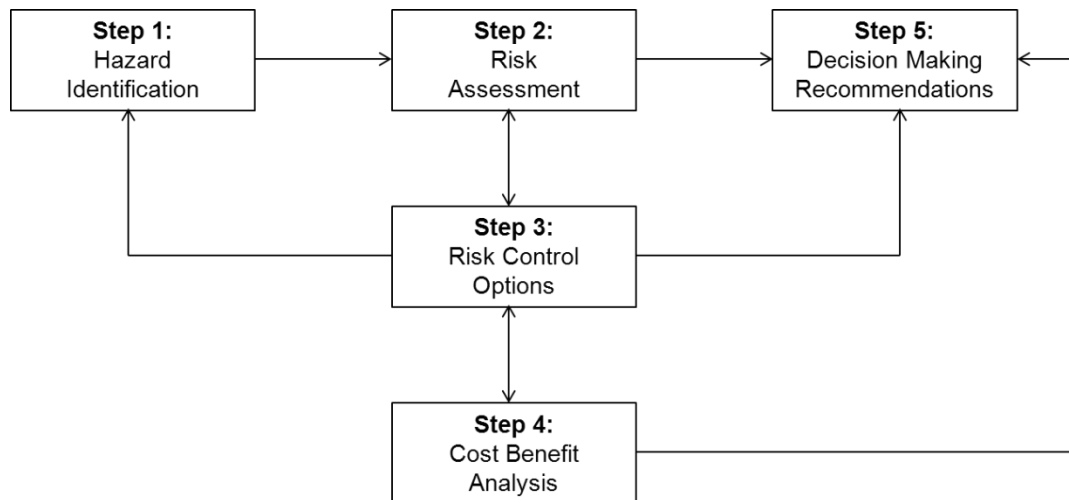 Step 1:
Hazard
Identification
Step 2:
Risk
Assessment
Step 5:
Decision Making
Recommendations
Step 3:
Risk Control
Options
Step 4:
Cost Benefit
Analysis